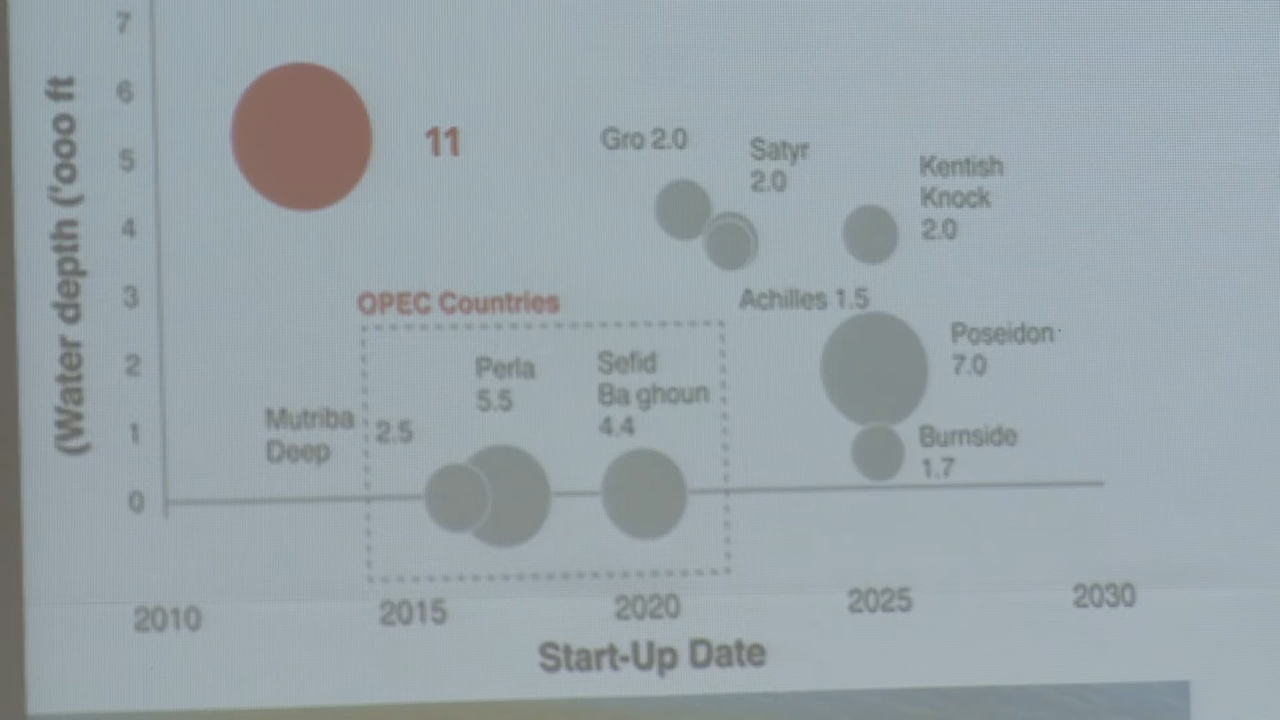 7
6
5
4
3
2
1
0
(Water depth ('000 ft
11
Gro 2.0
Satyr
2.0
Kentish
Knock
2.0
OPEC Countries
Achilles 1.5
Perla
5.5
Sefid
Ba ghoun
4.4
Poseidon
7.0
Mutriba
Deep
2.5
Burnside
1.7
2010
2015
2020
2025
2030
Start-Up Date